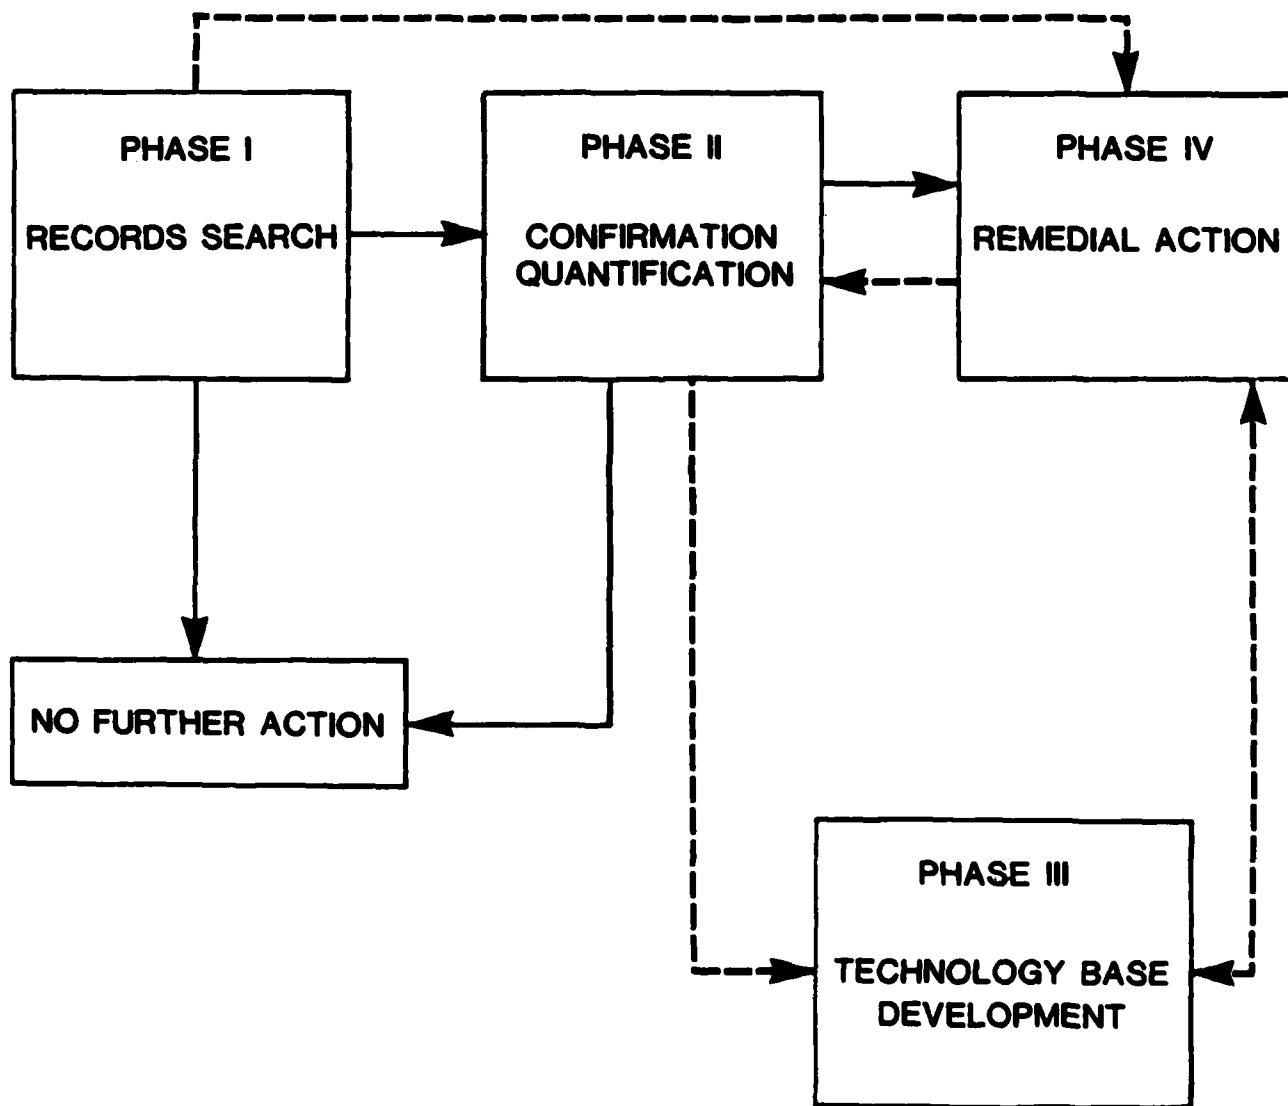 PHASE I
RECORDS SEARCH
PHASE II
CONFIRMATION
QUANTIFICATION
PHASE IV
REMEDIAL ACTION
NO FURTHER ACTION
PHASE III
TECHNOLOGY BASE
DEVELOPMENT